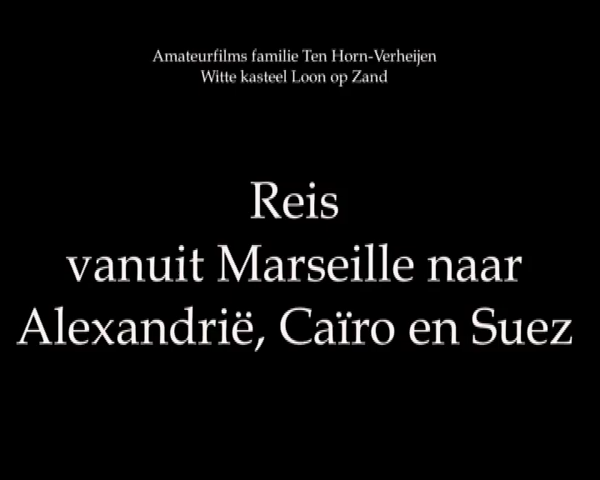 Amateurfilms familie Ten Horn-Verheijen
Witte kasteel Loon op Zand
Reis
vanuit Marseille naar
Alexandrië, Caïro en Suez